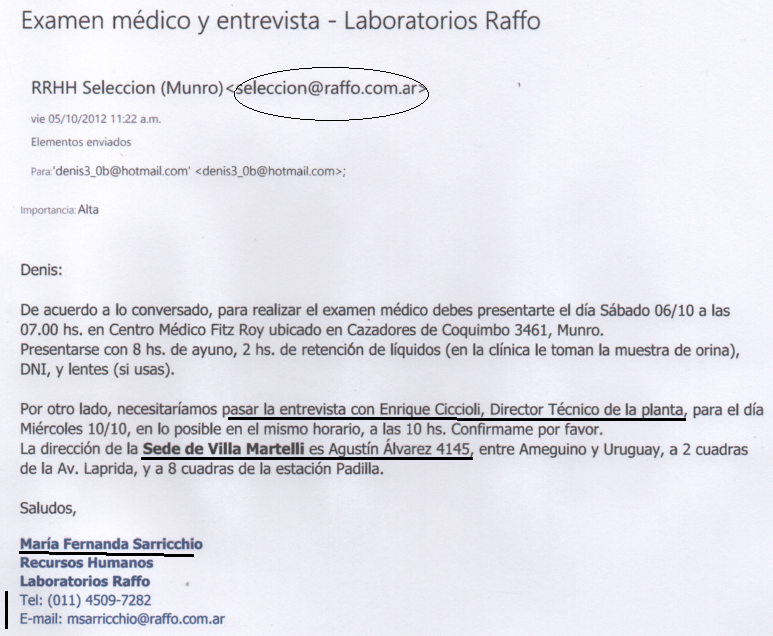 Examen médico y entrevista - Laboratorios Raffo
RRHH Seleccion (Munro)<seleccion@raffo.com.ar>
vie 05/10/2012 11:22 a.m.
Elementos enviados
Para:'denis3_0b@hotmail.com' <denis3_0b@hotmail.com>;
Importancia: Alta
Denis:
De acuerdo a lo conversado, para realizar el examen médico debes presentarte el día Sábado 06/10 a las
07.00 hs. en Centro Médico Fitz Roy ubicado en Cazadores de Coquimbo 3461, Munro.
Presentarse con 8 hs. de ayuno, 2 hs. de retención de líquidos (en la clínica le toman la muestra de orina),
DNI, y lentes (si usas).
Por otro lado, necesitaríamos pasar la entrevista con Enrique Ciccioli, Director Técnico de la planta, para el día
Miércoles 10/10, en lo posible en el mismo horario, a las 10 hs. Confirmame por favor.
La dirección de la Sede de Villa Martelli es Agustín Álvarez 4145, entre Ameguino y Uruguay, a 2 cuadras
de la Av. Laprida, y a 8 cuadras de la estación Padilla.
Saludos,
María Fernanda Sarricchio
Recursos Humanos
Laboratorios Raffo
Tel: (011) 4509-7282
E-mail: msarricchio@raffo.com.ar